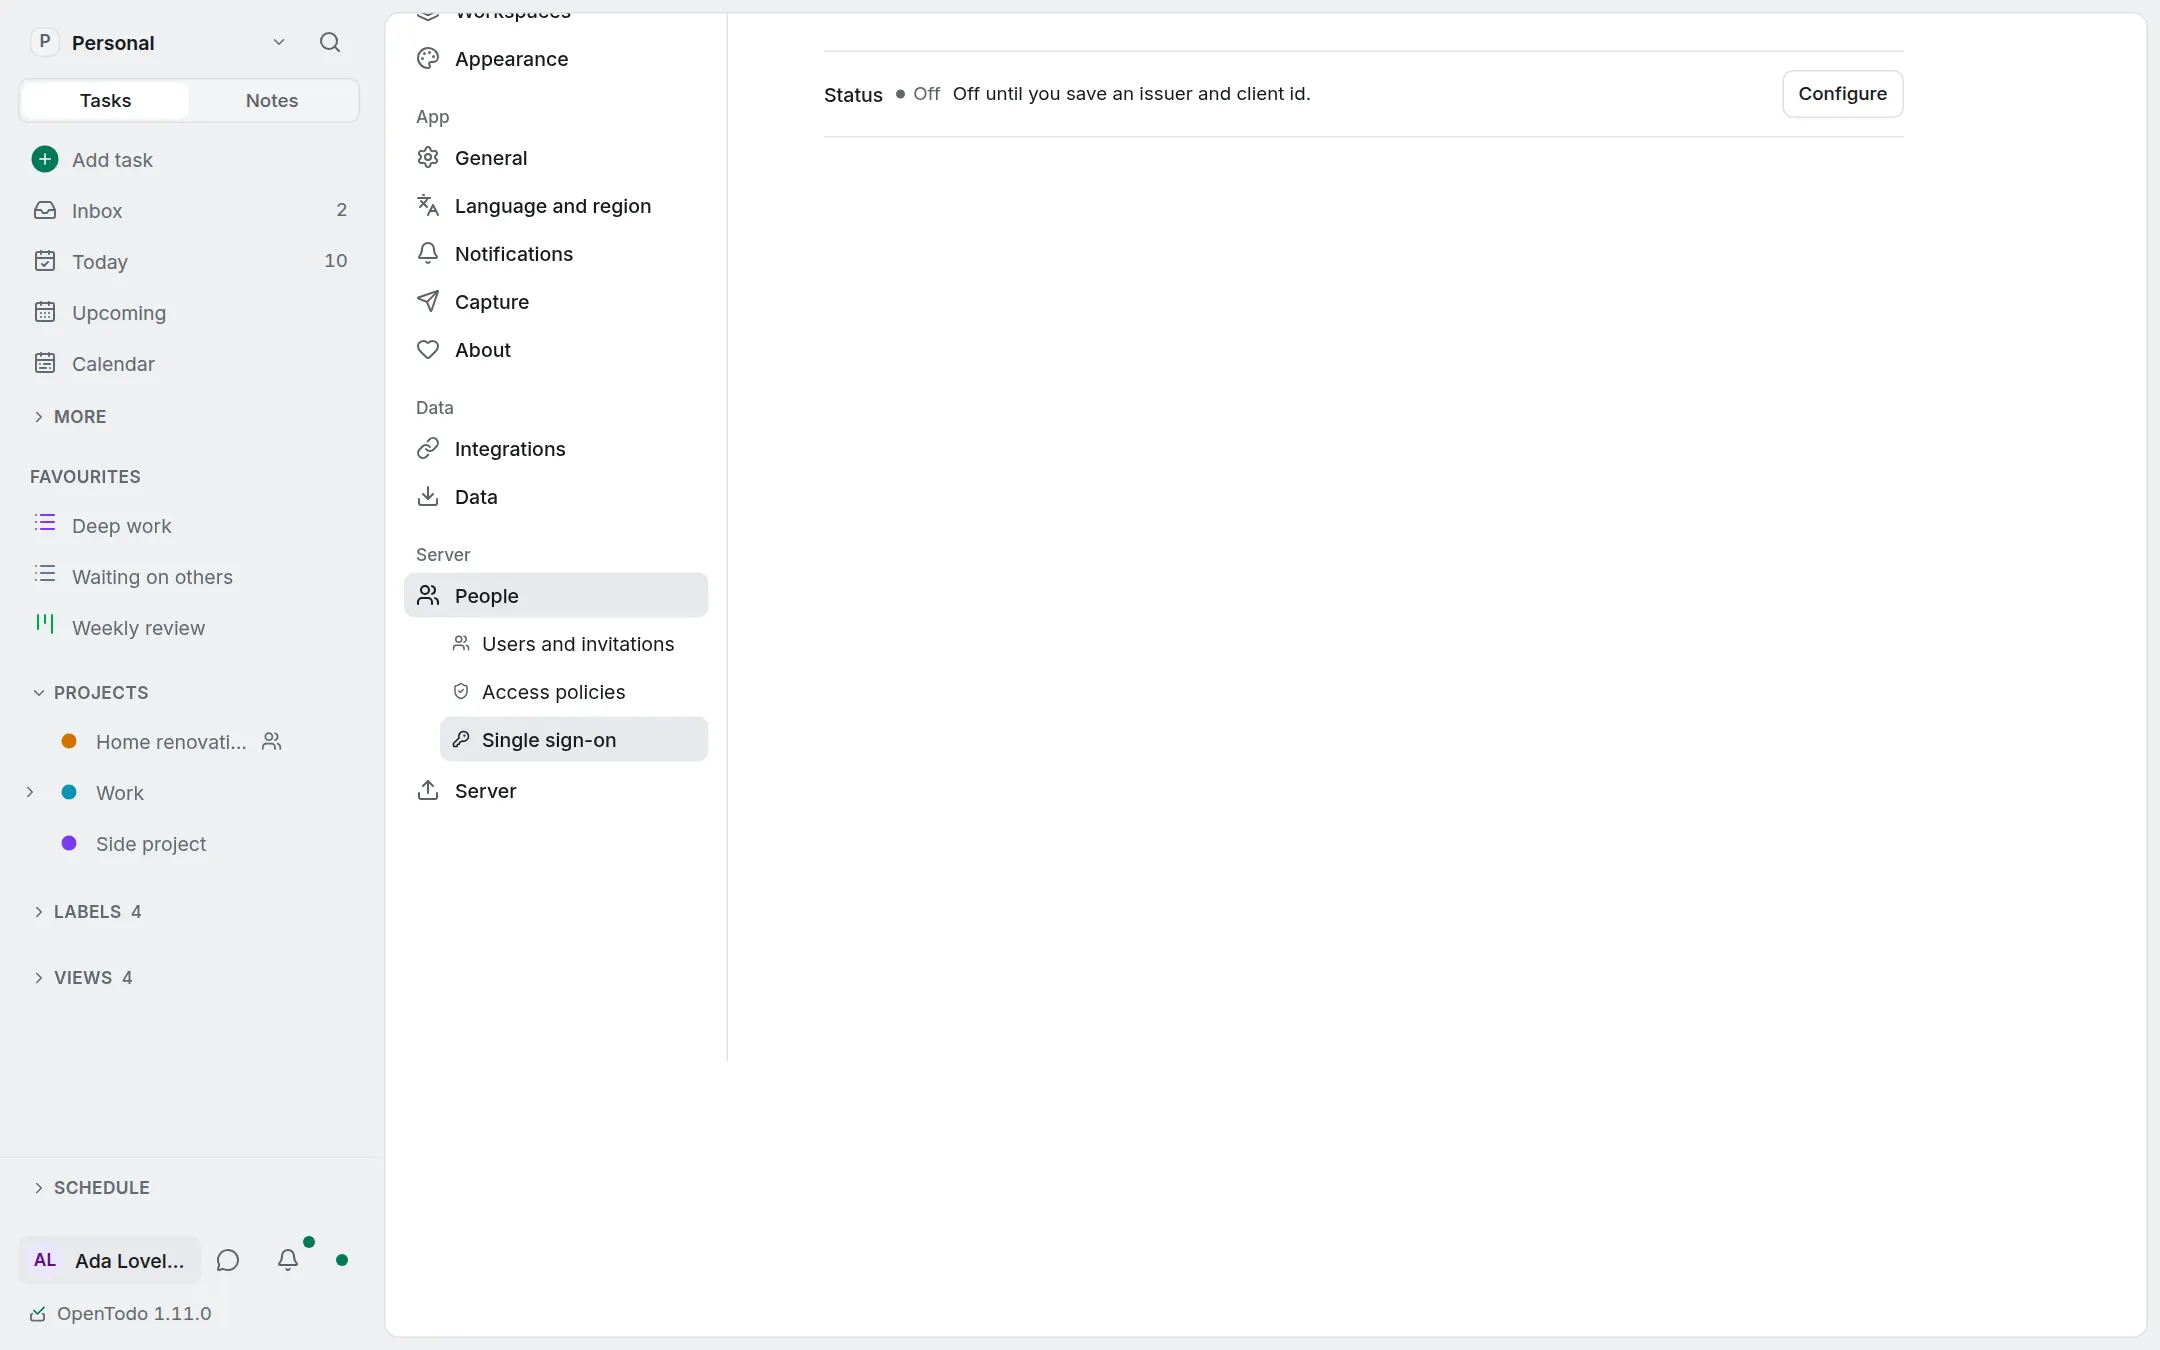 P Personal
Tasks Notes
Add task
Inbox 2
Today 10
Upcoming
Calendar
MORE
FAVOURITES
Deep work
Waiting on others
Weekly review
PROJECTS
Home renovati...
Work
Side project
LABELS 4
VIEWS 4
SCHEDULE
AL Ada Lovel...
OpenTodo 1.11.0
Workspaces
Appearance
App
General
Language and region
Notifications
Capture
About
Data
Integrations
Data
Server
People
Users and invitations
Access policies
Single sign-on
Server
Status Off Off until you save an issuer and client id.
Configure